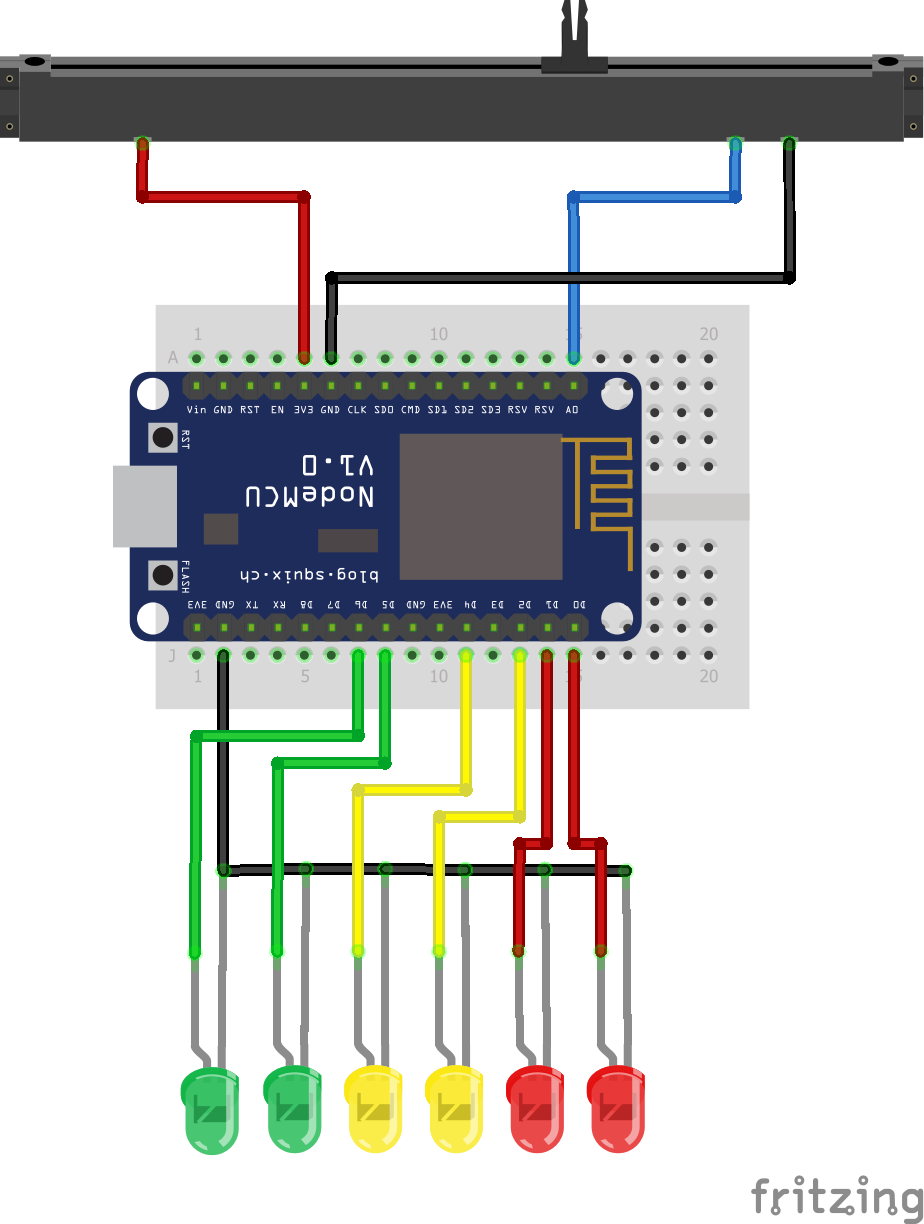 1 10 15 20
A
Vin GND RST EN 3V3 GND CLK SD0 CMD SD1 SD2 SD3 RSV RSV A0
RST
V1.0
NodeMCU
blog.squix.ch
FLASH
3V3 GND TX RX D8 D7 D6 D5 GND 3V3 D4 D3 D2 D1 D0
J
1 5 10 15 20
fritzing